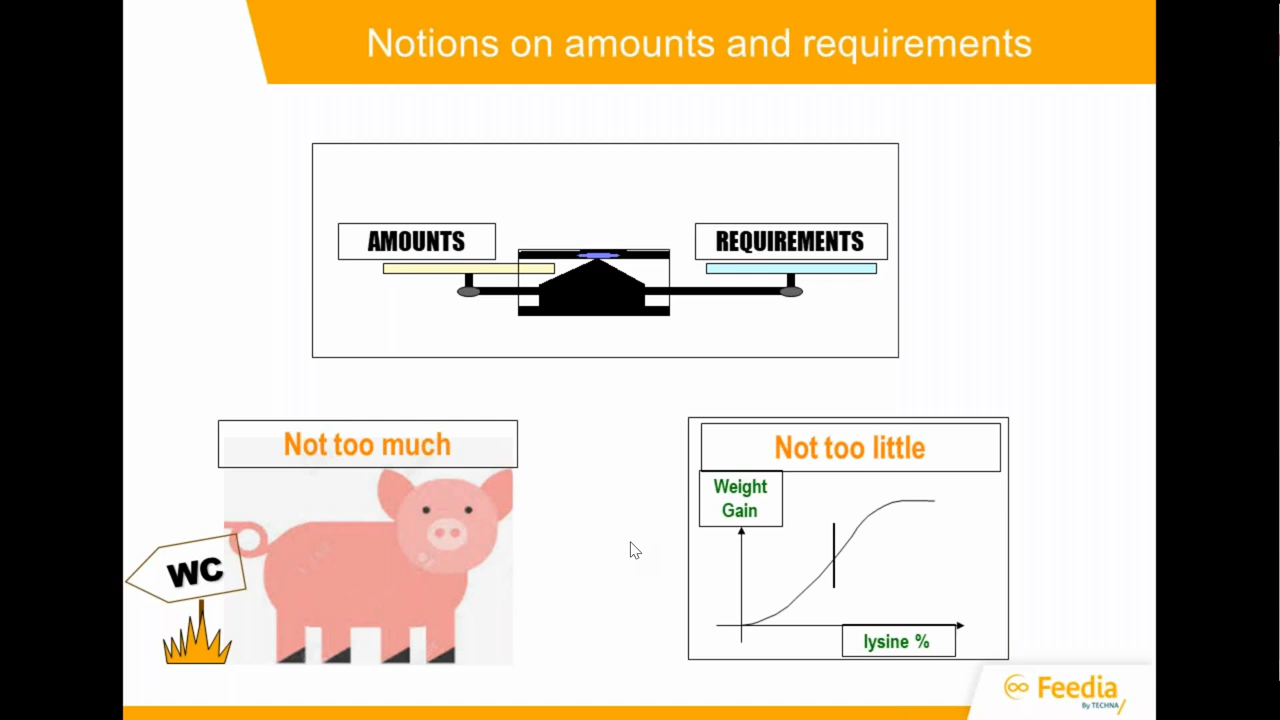 Notions on amounts and requirements
AMOUNTS
REQUIREMENTS
Not too much
WC
Not too little
Weight
Gain
lysine %
Feedia
By TECHNA